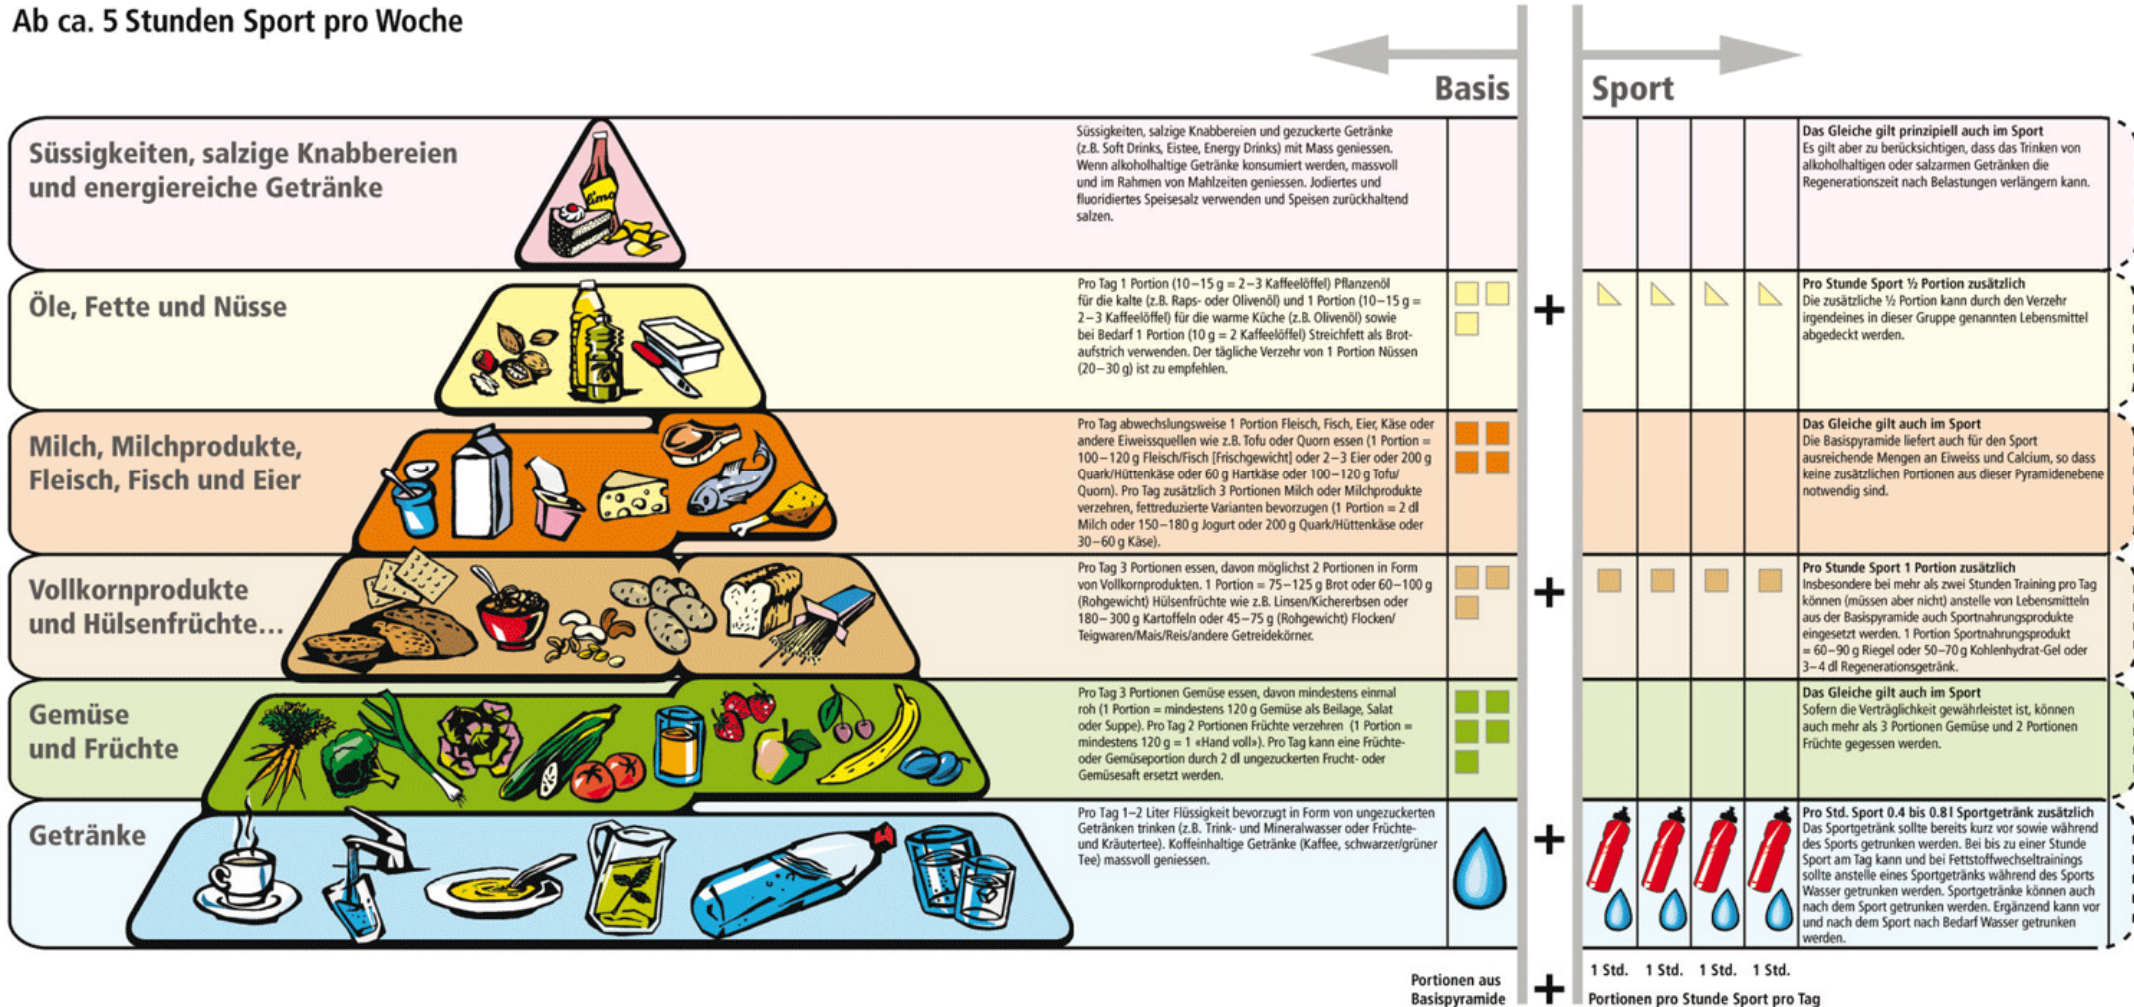 Ab ca. 5 Stunden Sport pro Woche
Basis
Sport
Süssigkeiten, salzige Knabbereien
und energiereiche Getränke
Limo
Süssigkeiten, salzige Knabbereien und gezuckerte Getränke
(z.B. Soft Drinks, Eistee, Energy Drinks) mit Mass geniessen.
Wenn alkoholhaltige Getränke konsumiert werden, massvoll
und im Rahmen von Mahlzeiten geniessen. Jodiertes und
fluoridiertes Speisesalz verwenden und Speisen zurückhaltend
salzen.
Das Gleiche gilt prinzipiell auch im Sport
Es gilt aber zu berücksichtigen, dass das Trinken von
alkoholhaltigen oder salzarmen Getränken die
Regenerationszeit nach Belastungen verlängern kann.
Öle, Fette und Nüsse
Pro Tag 1 Portion (10–15 g = 2–3 Kaffeelöffel) Pflanzenöl
für die kalte (z.B. Raps- oder Olivenöl) und 1 Portion (10–15 g =
2–3 Kaffeelöffel) für die warme Küche (z.B. Olivenöl) sowie
bei Bedarf 1 Portion (10 g = 2 Kaffeelöffel) Streichfett als Brot-
aufstrich verwenden. Der tägliche Verzehr von 1 Portion Nüssen
(20–30 g) ist zu empfehlen.
+
Pro Stunde Sport ½ Portion zusätzlich
Die zusätzliche ½ Portion kann durch den Verzehr
irgendeines in dieser Gruppe genannten Lebensmittel
abgedeckt werden.
Milch, Milchprodukte,
Fleisch, Fisch und Eier
Pro Tag abwechslungsweise 1 Portion Fleisch, Fisch, Eier, Käse oder
andere Eiweissquellen wie z.B. Tofu oder Quorn essen (1 Portion =
100–120 g Fleisch/Fisch [Frischgewicht] oder 2–3 Eier oder 200 g
Quark/Hüttenkäse oder 60 g Hartkäse oder 100–120 g Tofu/
Quorn). Pro Tag zusätzlich 3 Portionen Milch oder Milchprodukte
verzehren, fettreduzierte Varianten bevorzugen (1 Portion = 2 dl
Milch oder 150–180 g Jogurt oder 200 g Quark/Hüttenkäse oder
30–60 g Käse).
Das Gleiche gilt auch im Sport
Die Basispyramide liefert auch für den Sport
ausreichende Mengen an Eiweiss und Calcium, so dass
keine zusätzlichen Portionen aus dieser Pyramidenebene
notwendig sind.
Vollkornprodukte
und Hülsenfrüchte...
Pro Tag 3 Portionen essen, davon möglichst 2 Portionen in Form
von Vollkornprodukten. 1 Portion = 75–125 g Brot oder 60–100 g
(Rohgewicht) Hülsenfrüchte wie z.B. Linsen/Kichererbsen oder
180–300 g Kartoffeln oder 45–75 g (Rohgewicht) Flocken/
Teigwaren/Mais/Reis/andere Getreidekörner.
+
Pro Stunde Sport 1 Portion zusätzlich
Insbesondere bei mehr als zwei Stunden Training pro Tag
können (müssen aber nicht) anstelle von Lebensmitteln
aus der Basispyramide auch Sportnahrungsprodukte
eingesetzt werden. 1 Portion Sportnahrungsprodukt
= 60–90 g Riegel oder 50–70 g Kohlenhydrat-Gel oder
3–4 dl Regenerationsgetränk.
Gemüse
und Früchte
Pro Tag 3 Portionen Gemüse essen, davon mindestens einmal
roh (1 Portion = mindestens 120 g Gemüse als Beilage, Salat
oder Suppe). Pro Tag 2 Portionen Früchte verzehren (1 Portion =
mindestens 120 g = 1 «Hand voll»). Pro Tag kann eine Früchte-
oder Gemüseportion durch 2 dl ungezuckerten Frucht- oder
Gemüsesaft ersetzt werden.
Das Gleiche gilt auch im Sport
Sofern die Verträglichkeit gewährleistet ist, können
auch mehr als 3 Portionen Gemüse und 2 Portionen
Früchte gegessen werden.
Getränke
Pro Tag 1–2 Liter Flüssigkeit bevorzugt in Form von ungezuckerten
Getränken trinken (z.B. Trink- und Mineralwasser oder Früchte-
und Kräutertee). Koffeinhaltige Getränke (Kaffee, schwarzer/grüner
Tee) massvoll geniessen.
+
Pro Std. Sport 0.4 bis 0.8 l Sportgetränk zusätzlich
Das Sportgetränk sollte bereits kurz vor sowie während
des Sports getrunken werden. Bei bis zu einer Stunde
Sport am Tag kann und bei Fettstoffwechseltrainings
sollte anstelle eines Sportgetränks während des Sports
Wasser getrunken werden. Sportgetränke können auch
nach dem Sport getrunken werden. Ergänzend kann vor
und nach dem Sport nach Bedarf Wasser getrunken
werden.
Portionen aus
Basispyramide
+
1 Std. 1 Std. 1 Std. 1 Std.
Portionen pro Stunde Sport pro Tag